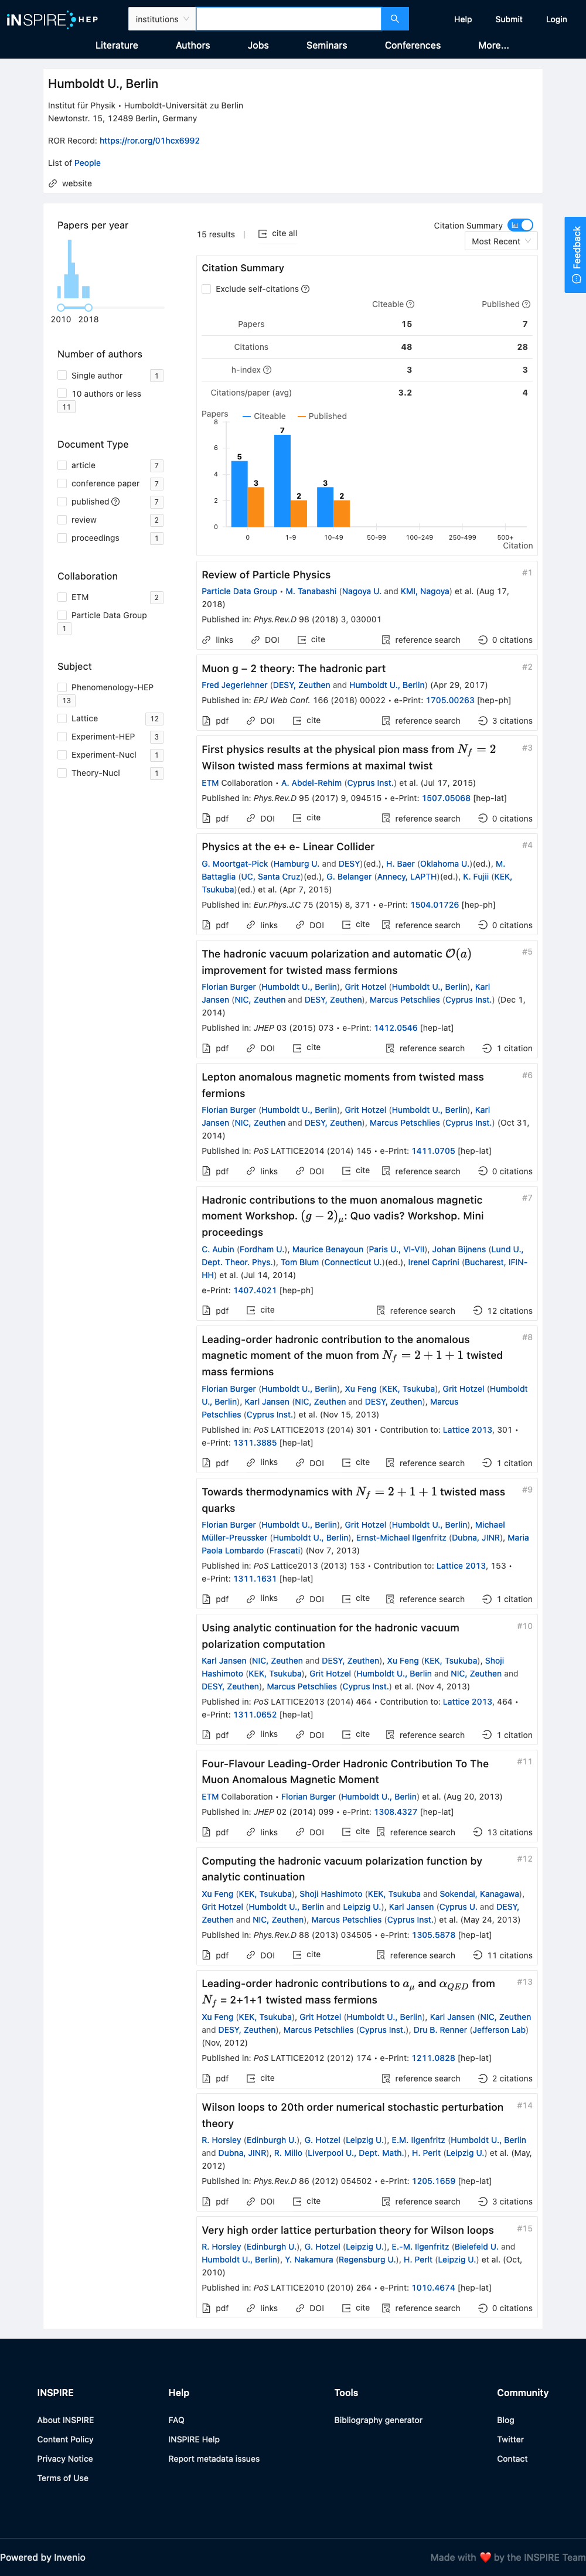 iNSPIRE HEP
institutions
Help
Submit
Login
Literature
Authors
Jobs
Seminars
Conferences
More...
Humboldt U., Berlin
Institut für Physik • Humboldt-Universität zu Berlin
Newtonstr. 15, 12489 Berlin, Germany
ROR Record: https://ror.org/01hcx6992
List of People
website
Feedback
Papers per year
2010 2018
Number of authors
Single author 1
10 authors or less
11
Document Type
article 7
conference paper 7
published 7
review 2
proceedings 1
Collaboration
ETM 2
Particle Data Group
1
Subject
Phenomenology-HEP
13
Lattice 12
Experiment-HEP 3
Experiment-Nucl 1
Theory-Nucl 1
15 results | cite all
Citation Summary
Most Recent
Citation Summary
Exclude self-citations
Citeable Published
Papers 15 7
Citations 48 28
h-index 3 3
Citations/paper (avg) 3.2 4
Papers
Citeable Published
8
6
4
2
0
5 3 7 2 3 2
0 1-9 10-49 50-99 100-249 250-499 500+
Citation
Review of Particle Physics #1
Particle Data Group • M. Tanabashi (Nagoya U. and KMI, Nagoya) et al. (Aug 17,
2018)
Published in: Phys.Rev.D 98 (2018) 3, 030001
links DOI cite reference search 0 citations
Muon g − 2 theory: The hadronic part #2
Fred Jegerlehner (DESY, Zeuthen and Humboldt U., Berlin) (Apr 29, 2017)
Published in: EPJ Web Conf. 166 (2018) 00022 • e-Print: 1705.00263 [hep-ph]
pdf DOI cite reference search 3 citations
First physics results at the physical pion mass from N_f = 2 #3
Wilson twisted mass fermions at maximal twist
ETM Collaboration • A. Abdel-Rehim (Cyprus Inst.) et al. (Jul 17, 2015)
Published in: Phys.Rev.D 95 (2017) 9, 094515 • e-Print: 1507.05068 [hep-lat]
pdf DOI cite reference search 0 citations
Physics at the e+ e- Linear Collider #4
G. Moortgat-Pick (Hamburg U. and DESY)(ed.), H. Baer (Oklahoma U.)(ed.), M.
Battaglia (UC, Santa Cruz)(ed.), G. Belanger (Annecy, LAPTH)(ed.), K. Fujii (KEK,
Tsukuba)(ed.) et al. (Apr 7, 2015)
Published in: Eur.Phys.J.C 75 (2015) 8, 371 • e-Print: 1504.01726 [hep-ph]
pdf links DOI cite reference search 0 citations
The hadronic vacuum polarization and automatic O(a) #5
improvement for twisted mass fermions
Florian Burger (Humboldt U., Berlin), Grit Hotzel (Humboldt U., Berlin), Karl
Jansen (NIC, Zeuthen and DESY, Zeuthen), Marcus Petschlies (Cyprus Inst.) (Dec 1,
2014)
Published in: JHEP 03 (2015) 073 • e-Print: 1412.0546 [hep-lat]
pdf DOI cite reference search 1 citation
Lepton anomalous magnetic moments from twisted mass #6
fermions
Florian Burger (Humboldt U., Berlin), Grit Hotzel (Humboldt U., Berlin), Karl
Jansen (NIC, Zeuthen and DESY, Zeuthen), Marcus Petschlies (Cyprus Inst.) (Oct 31,
2014)
Published in: PoS LATTICE2014 (2014) 145 • e-Print: 1411.0705 [hep-lat]
pdf links DOI cite reference search 0 citations
Hadronic contributions to the muon anomalous magnetic #7
moment Workshop. (g − 2)_μ: Quo vadis? Workshop. Mini
proceedings
C. Aubin (Fordham U.), Maurice Benayoun (Paris U., VI-VII), Johan Bijnens (Lund U.,
Dept. Theor. Phys.), Tom Blum (Connecticut U.)(ed.), Irenel Caprini (Bucharest, IFIN-
HH) et al. (Jul 14, 2014)
e-Print: 1407.4021 [hep-ph]
pdf cite reference search 12 citations
Leading-order hadronic contribution to the anomalous #8
magnetic moment of the muon from N_f = 2 + 1 + 1 twisted
mass fermions
Florian Burger (Humboldt U., Berlin), Xu Feng (KEK, Tsukuba), Grit Hotzel (Humboldt
U., Berlin), Karl Jansen (NIC, Zeuthen and DESY, Zeuthen), Marcus
Petschlies (Cyprus Inst.) et al. (Nov 15, 2013)
Published in: PoS LATTICE2013 (2014) 301 • Contribution to: Lattice 2013, 301 •
e-Print: 1311.3885 [hep-lat]
pdf links DOI cite reference search 1 citation
Towards thermodynamics with N_f = 2 + 1 + 1 twisted mass #9
quarks
Florian Burger (Humboldt U., Berlin), Grit Hotzel (Humboldt U., Berlin), Michael
Müller-Preussker (Humboldt U., Berlin), Ernst-Michael Ilgenfritz (Dubna, JINR), Maria
Paola Lombardo (Frascati) (Nov 7, 2013)
Published in: PoS Lattice2013 (2013) 153 • Contribution to: Lattice 2013, 153 •
e-Print: 1311.1631 [hep-lat]
pdf links DOI cite reference search 1 citation
Using analytic continuation for the hadronic vacuum #10
polarization computation
Karl Jansen (NIC, Zeuthen and DESY, Zeuthen), Xu Feng (KEK, Tsukuba), Shoji
Hashimoto (KEK, Tsukuba), Grit Hotzel (Humboldt U., Berlin and NIC, Zeuthen and
DESY, Zeuthen), Marcus Petschlies (Cyprus Inst.) et al. (Nov 4, 2013)
Published in: PoS LATTICE2013 (2014) 464 • Contribution to: Lattice 2013, 464 •
e-Print: 1311.0652 [hep-lat]
pdf links DOI cite reference search 1 citation
Four-Flavour Leading-Order Hadronic Contribution To The #11
Muon Anomalous Magnetic Moment
ETM Collaboration • Florian Burger (Humboldt U., Berlin) et al. (Aug 20, 2013)
Published in: JHEP 02 (2014) 099 • e-Print: 1308.4327 [hep-lat]
pdf links DOI cite reference search 13 citations
Computing the hadronic vacuum polarization function by #12
analytic continuation
Xu Feng (KEK, Tsukuba), Shoji Hashimoto (KEK, Tsukuba and Sokendai, Kanagawa),
Grit Hotzel (Humboldt U., Berlin and Leipzig U.), Karl Jansen (Cyprus U. and DESY,
Zeuthen and NIC, Zeuthen), Marcus Petschlies (Cyprus Inst.) et al. (May 24, 2013)
Published in: Phys.Rev.D 88 (2013) 034505 • e-Print: 1305.5878 [hep-lat]
pdf DOI cite reference search 11 citations
Leading-order hadronic contributions to a_μ and α_QED from #13
N_f = 2+1+1 twisted mass fermions
Xu Feng (KEK, Tsukuba), Grit Hotzel (Humboldt U., Berlin), Karl Jansen (NIC, Zeuthen
and DESY, Zeuthen), Marcus Petschlies (Cyprus Inst.), Dru B. Renner (Jefferson Lab)
(Nov, 2012)
Published in: PoS LATTICE2012 (2012) 174 • e-Print: 1211.0828 [hep-lat]
pdf cite reference search 2 citations
Wilson loops to 20th order numerical stochastic perturbation #14
theory
R. Horsley (Edinburgh U.), G. Hotzel (Leipzig U.), E.M. Ilgenfritz (Humboldt U., Berlin
and Dubna, JINR), R. Millo (Liverpool U., Dept. Math.), H. Perlt (Leipzig U.) et al. (May,
2012)
Published in: Phys.Rev.D 86 (2012) 054502 • e-Print: 1205.1659 [hep-lat]
pdf DOI cite reference search 3 citations
Very high order lattice perturbation theory for Wilson loops #15
R. Horsley (Edinburgh U.), G. Hotzel (Leipzig U.), E.-M. Ilgenfritz (Bielefeld U. and
Humboldt U., Berlin), Y. Nakamura (Regensburg U.), H. Perlt (Leipzig U.) et al. (Oct,
2010)
Published in: PoS LATTICE2010 (2010) 264 • e-Print: 1010.4674 [hep-lat]
pdf links DOI cite reference search 0 citations
INSPIRE
About INSPIRE
Content Policy
Privacy Notice
Terms of Use
Help
FAQ
INSPIRE Help
Report metadata issues
Tools
Bibliography generator
Community
Blog
Twitter
Contact
Powered by Invenio
Made with ❤️ by the INSPIRE Team